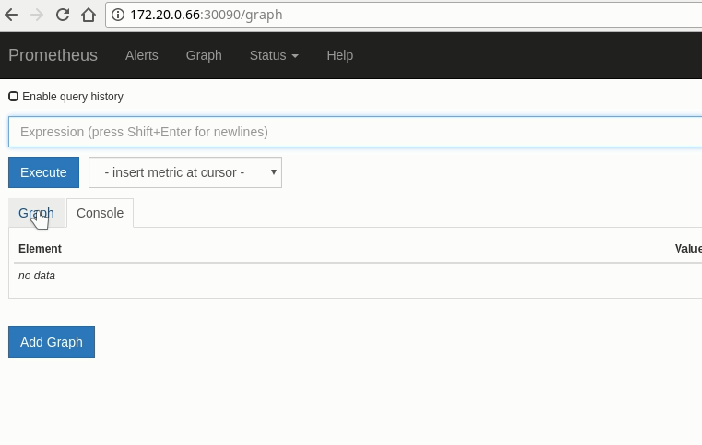 172.20.0.66:30090/graph
Prometheus Alerts Graph Status Help
Enable query history
Expression (press Shift+Enter for newlines)
Execute - insert metric at cursor -
Graph Console
Element Value
no data
Add Graph